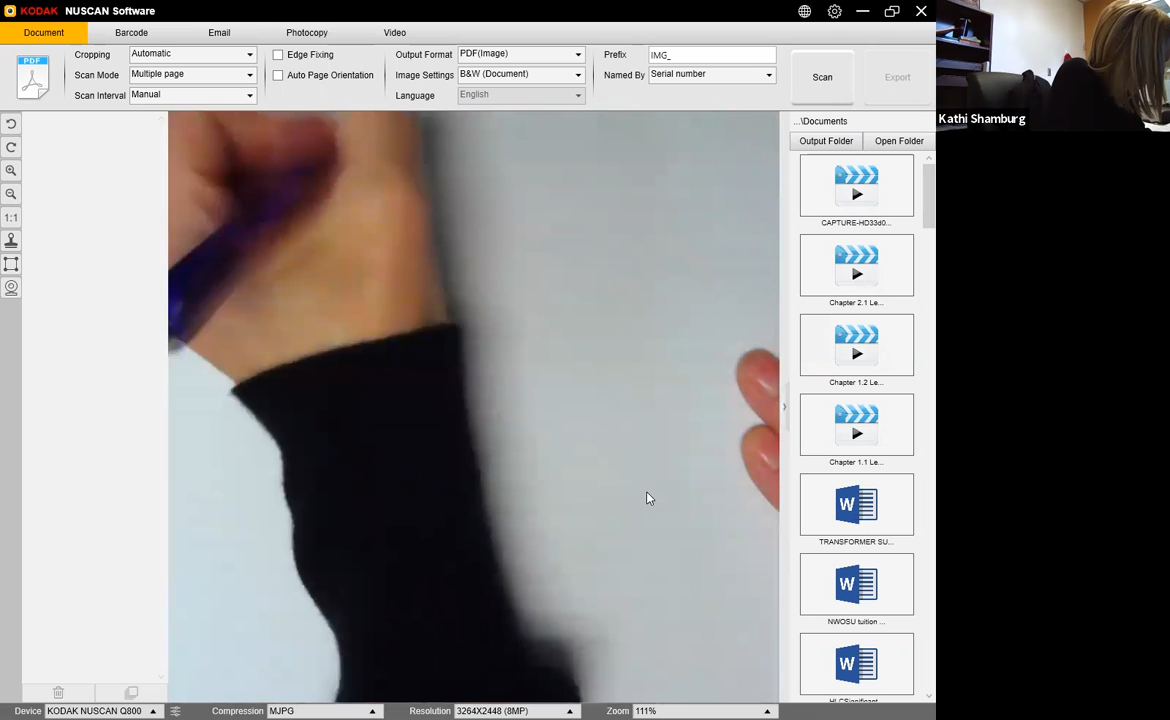 KODAK NUSCAN Software
Document Barcode Email Photocopy Video
Cropping Automatic Edge Fixing Output Format PDF(Image) Prefix IMG_
PDF Scan Mode Multiple page Auto Page Orientation Image Settings B&W (Document) Named By Serial number Scan Export
Scan Interval Manual Language English
Kathi Shamburg
...\Documents
Output Folder Open Folder
1:1
CAPTURE-HD33d0...
Chapter 2.1 Le...
Chapter 1.2 Le...
Chapter 1.1 Le...
W
TRANSFORMER SU...
W
NWOSU tuition ...
W
Device KODAK NUSCAN Q800 Compression MJPG Resolution 3264X2448 (8MP) Zoom 111%